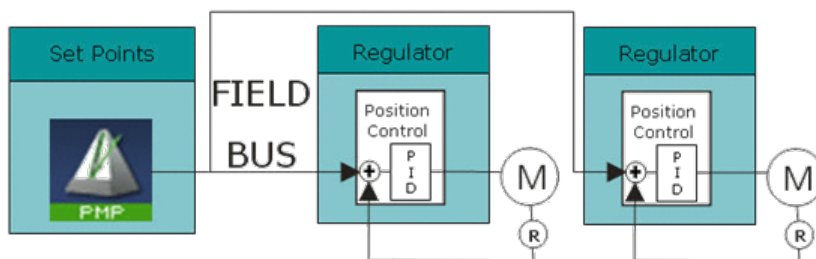 Set Points
PMP
FIELD
BUS
Regulator
Position
Control
+
P
I
D
M
R
Regulator
Position
Control
+
P
I
D
M
R